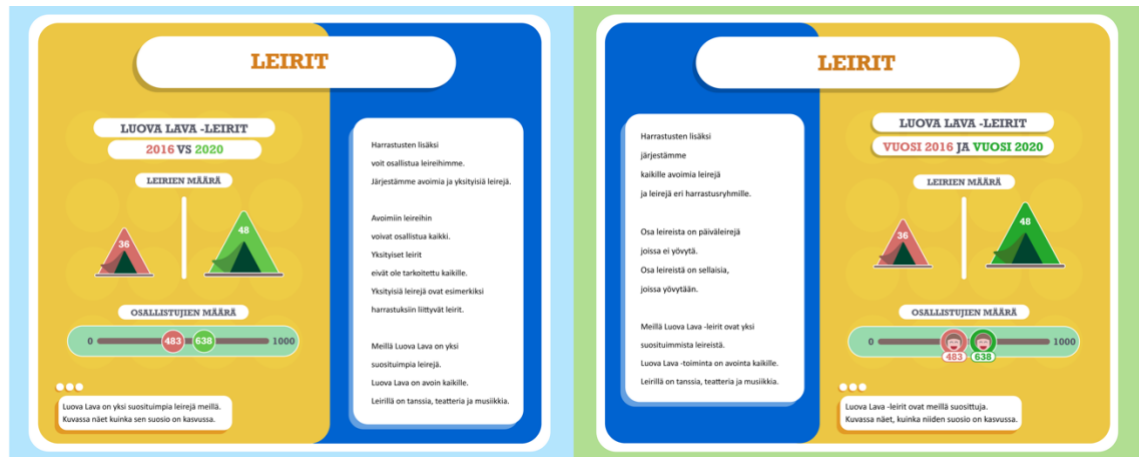 LEIRIT
LUOVA LAVA -LEIRIT
2016 VS 2020
LEIRIEN MÄÄRÄ
36
48
OSALLISTUJIEN MÄÄRÄ
0
483
638
1000
Luova Lava on yksi suosituimpia leirejä meillä.
Kuvassa näet kuinka sen suosio on kasvussa.
Harrastusten lisäksi
voit osallistua leireihimme.
Järjestämme avoimia ja yksityisiä leirejä.
Avoimiin leireihin
voivat osallistua kaikki.
Yksityiset leirit
eivät ole tarkoitettu kaikille.
Yksityisiä leirejä ovat esimerkiksi
harrastuksiin liittyvät leirit.
Meillä Luova Lava on yksi
suosituimpia leirejä.
Luova Lava on avoin kaikille.
Leirillä on tanssia, teatteria ja musiikkia.
LEIRIT
Harrastusten lisäksi
järjestämme
kaikille avoimia leirejä
ja leirejä eri harrastusryhmille.
Osa leireista on päiväleirejä
joissa ei yövytä.
Osa leireistä on sellaisia,
joissa yövytään.
Meillä Luova Lava -leirit ovat yksi
suosituimmista leireistä.
Luova Lava -toiminta on avointa kaikille.
Leirillä on tanssia, teatteria ja musiikkia.
LUOVA LAVA -LEIRIT
VUOSI 2016 JA VUOSI 2020
LEIRIEN MÄÄRÄ
36
48
OSALLISTUJIEN MÄÄRÄ
0
483
638
1000
Luova Lava -leirit ovat meillä suosittuja.
Kuvassa näet, kuinka niiden suosio on kasvussa.